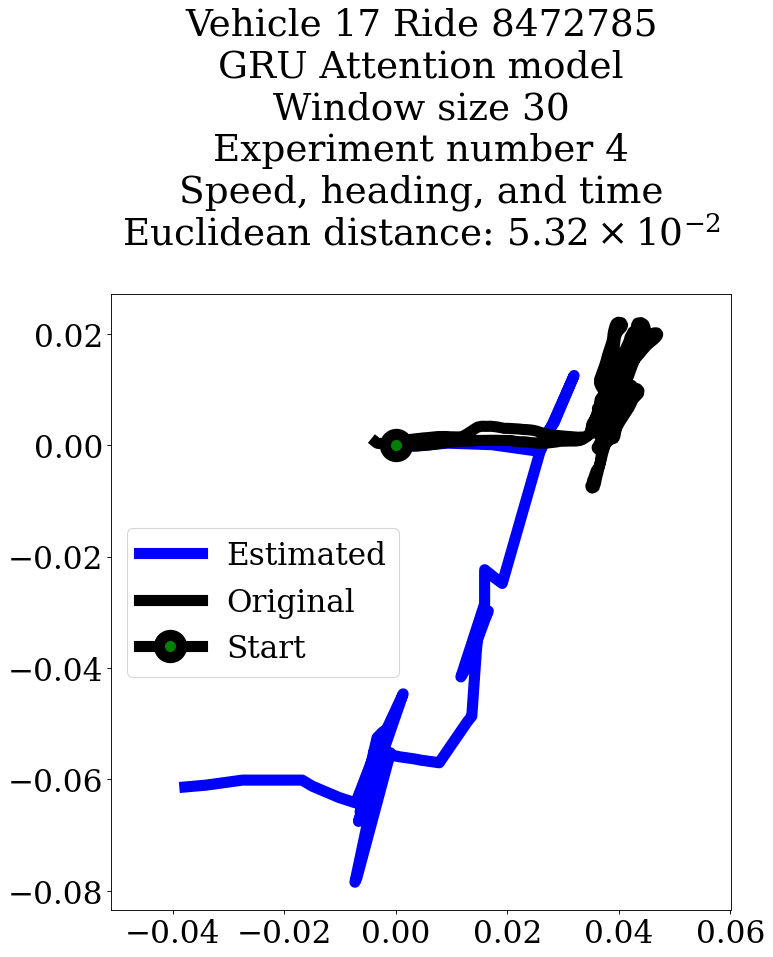 Vehicle 17 Ride 8472785
GRU Attention model
Window size 30
Experiment number 4
Speed, heading, and time
Euclidean distance: 5.32 × 10⁻²
0.02
0.00
−0.02
−0.04
−0.06
−0.08
Estimated
Original
Start
−0.04 −0.02 0.00 0.02 0.04 0.06